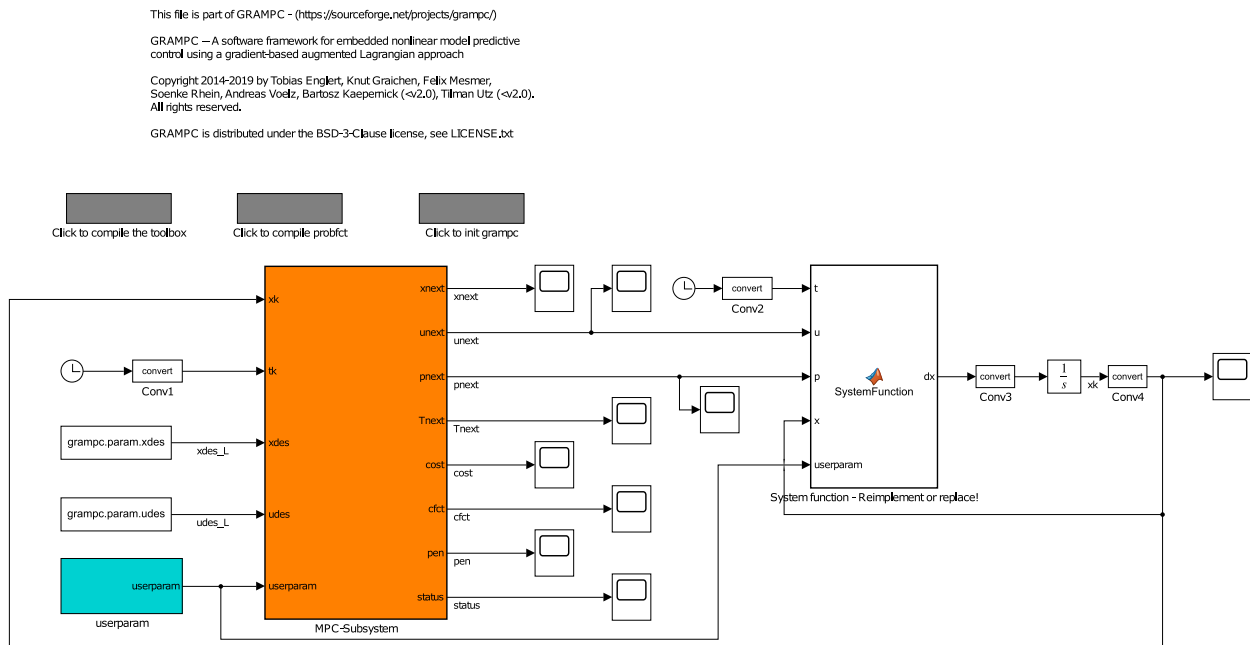 This file is part of GRAMPC - (https://sourceforge.net/projects/grampc/)
GRAMPC -- A software framework for embedded nonlinear model predictive
control using a gradient-based augmented Lagrangian approach
Copyright 2014-2019 by Tobias Englert, Knut Graichen, Felix Mesmer,
Soenke Rhein, Andreas Voelz, Bartosz Kaepernick (<v2.0), Tilman Utz (<v2.0).
All rights reserved.
GRAMPC is distributed under the BSD-3-Clause license, see LICENSE.txt
Click to compile the toolbox
Click to compile probfct
Click to init grampc
xk
tk
xdes
udes
userparam
xnext
unext
pnext
Tnext
cost
cfct
pen
status
MPC-Subsystem
convert
Conv1
grampc.param.xdes
xdes_L
grampc.param.udes
udes_L
userparam
userparam
xnext
unext
pnext
Tnext
cost
cfct
pen
status
convert
Conv2
t
u
p
x
userparam
SystemFunction
dx
System function - Reimplement or replace!
convert
Conv3
1
s
xk
convert
Conv4